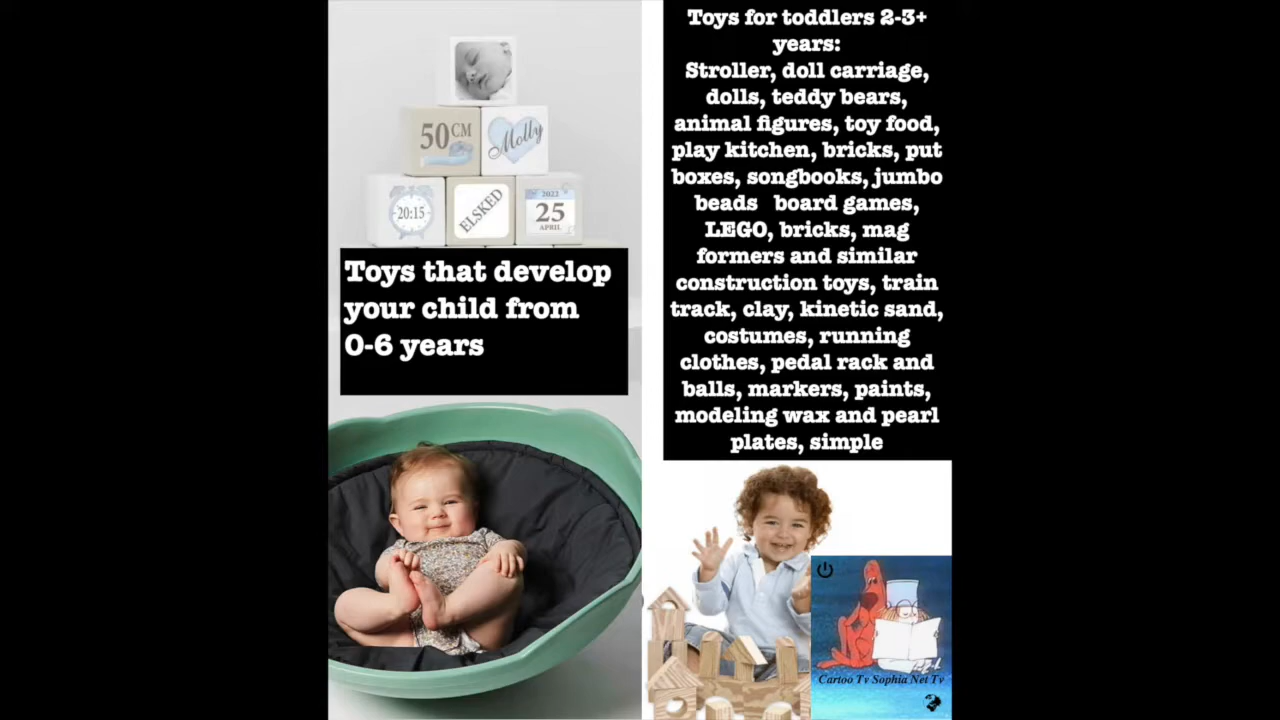 50CM
Molly
20:15
ELSKED
2022
25
APRIL
Toys that develop
your child from
0-6 years
Toys for toddlers 2-3+
years:
Stroller, doll carriage,
dolls, teddy bears,
animal figures, toy food,
play kitchen, bricks, put
boxes, songbooks, jumbo
beads board games,
LEGO, bricks, mag
formers and similar
construction toys, train
track, clay, kinetic sand,
costumes, running
clothes, pedal rack and
balls, markers, paints,
modeling wax and pearl
plates, simple
Cartoo Tv Sophia Net Tv